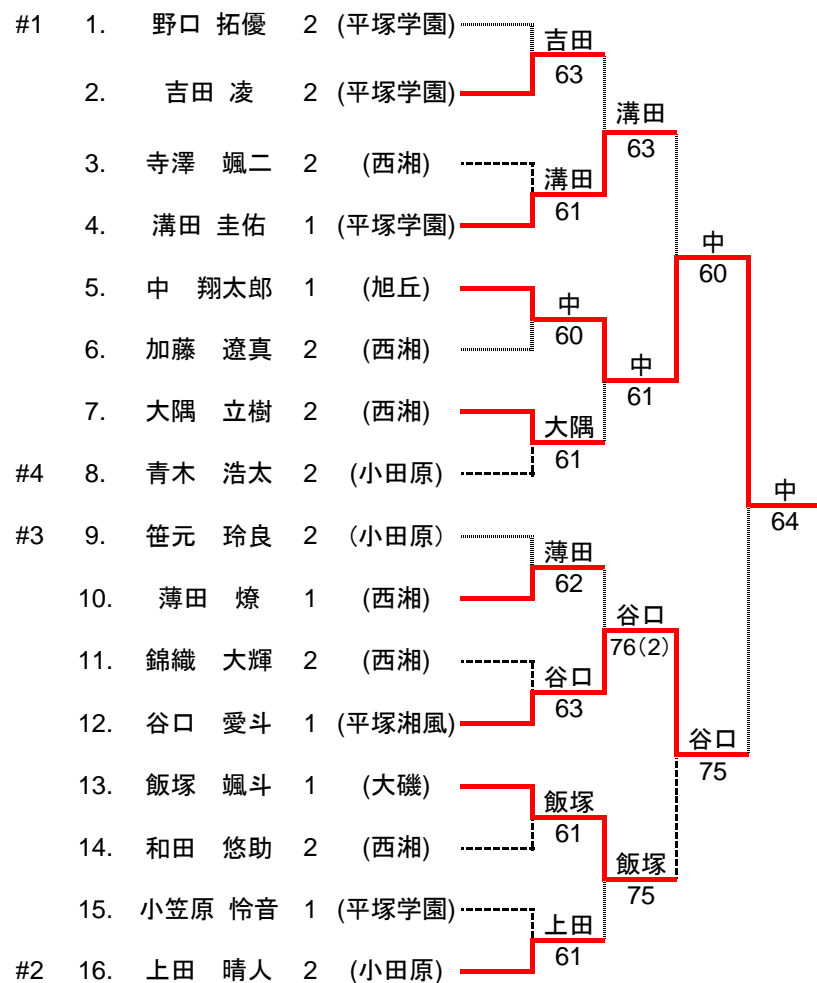 #1 1. 野口 拓優 2 (平塚学園)
吉田
63
2. 吉田 凌 2 (平塚学園)
溝田
63
3. 寺澤 颯二 2 (西湘)
溝田
61
4. 溝田 圭佑 1 (平塚学園)
中
60
5. 中 翔太郎 1 (旭丘)
中
60
6. 加藤 遼真 2 (西湘)
中
61
7. 大隅 立樹 2 (西湘)
大隅
61
#4 8. 青木 浩太 2 (小田原)
中
64
#3 9. 笹元 玲良 2 (小田原)
薄田
62
10. 薄田 燎 1 (西湘)
谷口
76(2)
11. 錦織 大輝 2 (西湘)
谷口
63
12. 谷口 愛斗 1 (平塚湘風)
谷口
75
13. 飯塚 颯斗 1 (大磯)
飯塚
61
14. 和田 悠助 2 (西湘)
飯塚
75
15. 小笠原 怜音 1 (平塚学園)
上田
61
#2 16. 上田 晴人 2 (小田原)